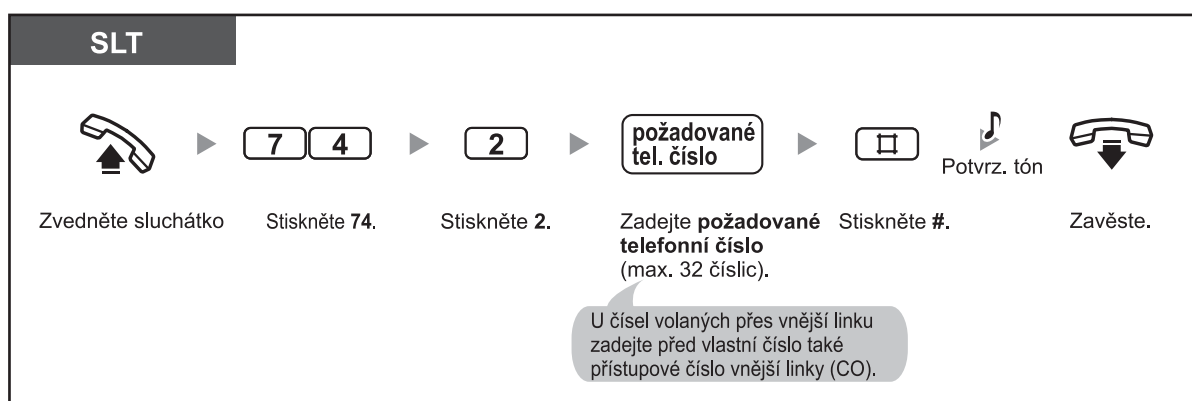 SLT
7 4
2
požadované
tel. číslo
#
Potvrz. tón
Zvedněte sluchátko
Stiskněte 74.
Stiskněte 2.
Zadejte požadované
telefonní číslo
(max. 32 číslic).
Stiskněte #.
Zavěste.
U čísel volaných přes vnější linku
zadejte před vlastní číslo také
přístupové číslo vnější linky (CO).